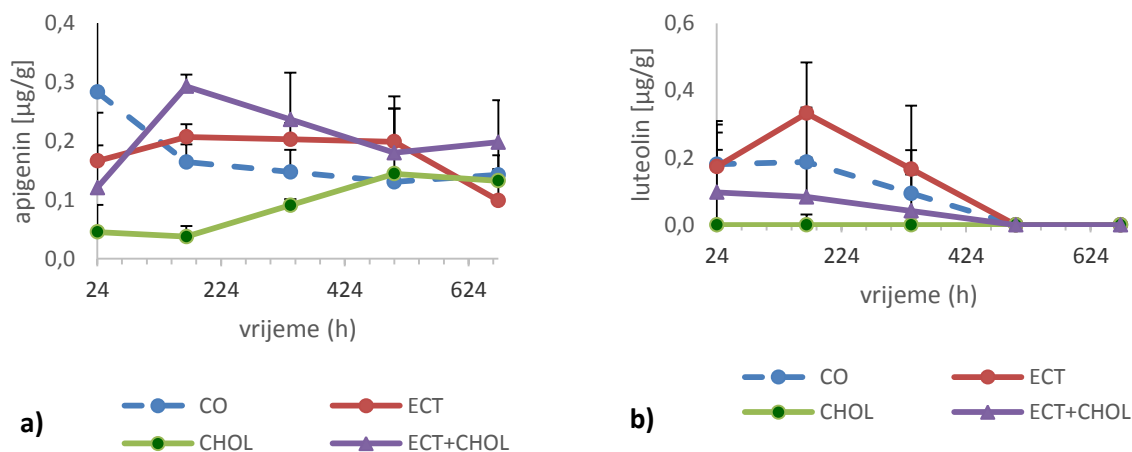 apigenin [µg/g]
0,4
0,3
0,2
0,1
0,0
24 224 424 624
vrijeme (h)
CO ECT
CHOL ECT+CHOL
a)
luteolin [µg/g]
0,6
0,4
0,2
0,0
24 224 424 624
vrijeme (h)
CO ECT
CHOL ECT+CHOL
b)